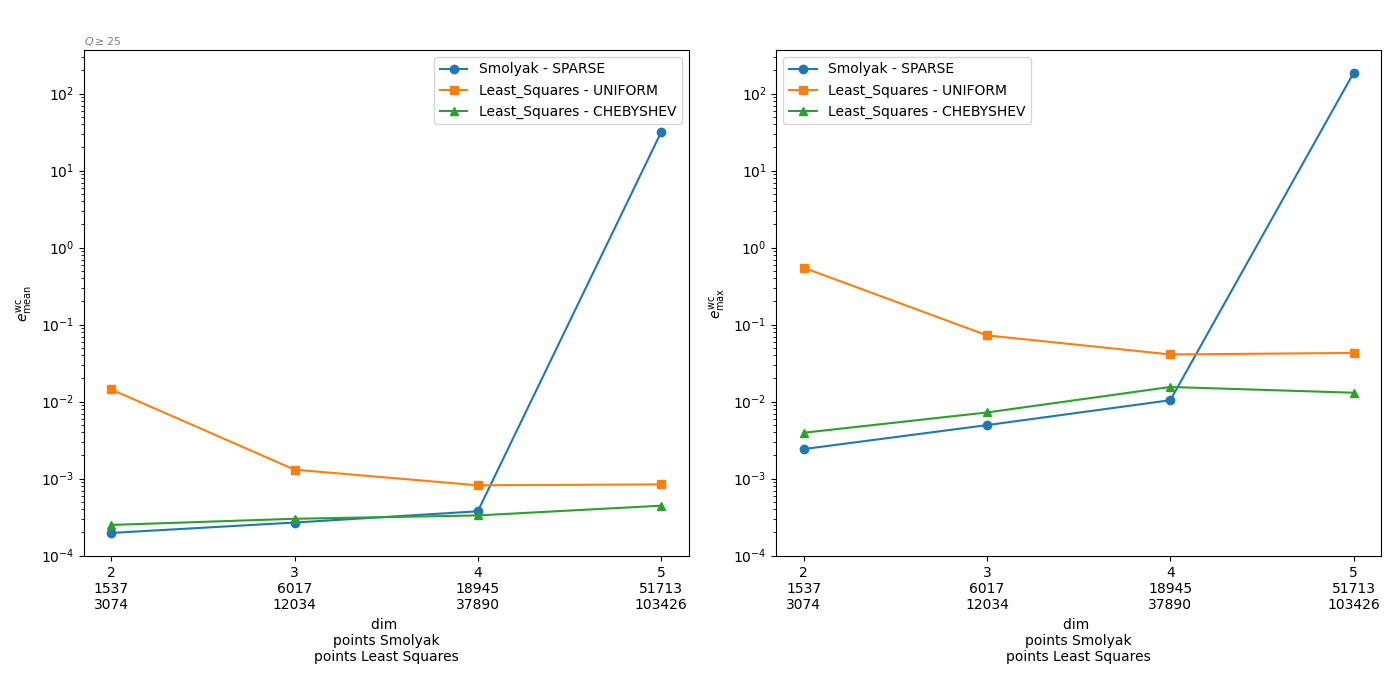 Q ≥ 25
Smolyak - SPARSE
Least_Squares - UNIFORM
Least_Squares - CHEBYSHEV
10²
10¹
10⁰
10⁻¹
10⁻²
10⁻³
10⁻⁴
e^wc_mean
2 3 4 5
1537 6017 18945 51713
3074 12034 37890 103426
dim
points Smolyak
points Least Squares
Smolyak - SPARSE
Least_Squares - UNIFORM
Least_Squares - CHEBYSHEV
10²
10¹
10⁰
10⁻¹
10⁻²
10⁻³
10⁻⁴
e^wc_max
2 3 4 5
1537 6017 18945 51713
3074 12034 37890 103426
dim
points Smolyak
points Least Squares